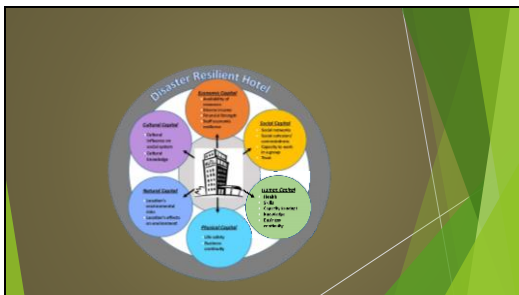 Disaster Resilient Hotel
Economic Capital
Availability of
resources
Diverse income
Financial Strength
Staff economic
resilience
Social Capital
Social networks
Social cohesion/
connectedness
Capacity to work
in a group
Trust
Human Capital
Health
Skills
Capacity to adapt
Knowledge
Business
continuity
Physical Capital
Life safety
Business
continuity
Natural Capital
Location's
environmental
risks
Location's effects
on environment
Cultural Capital
Cultural
influence on
social system
Cultural
knowledge